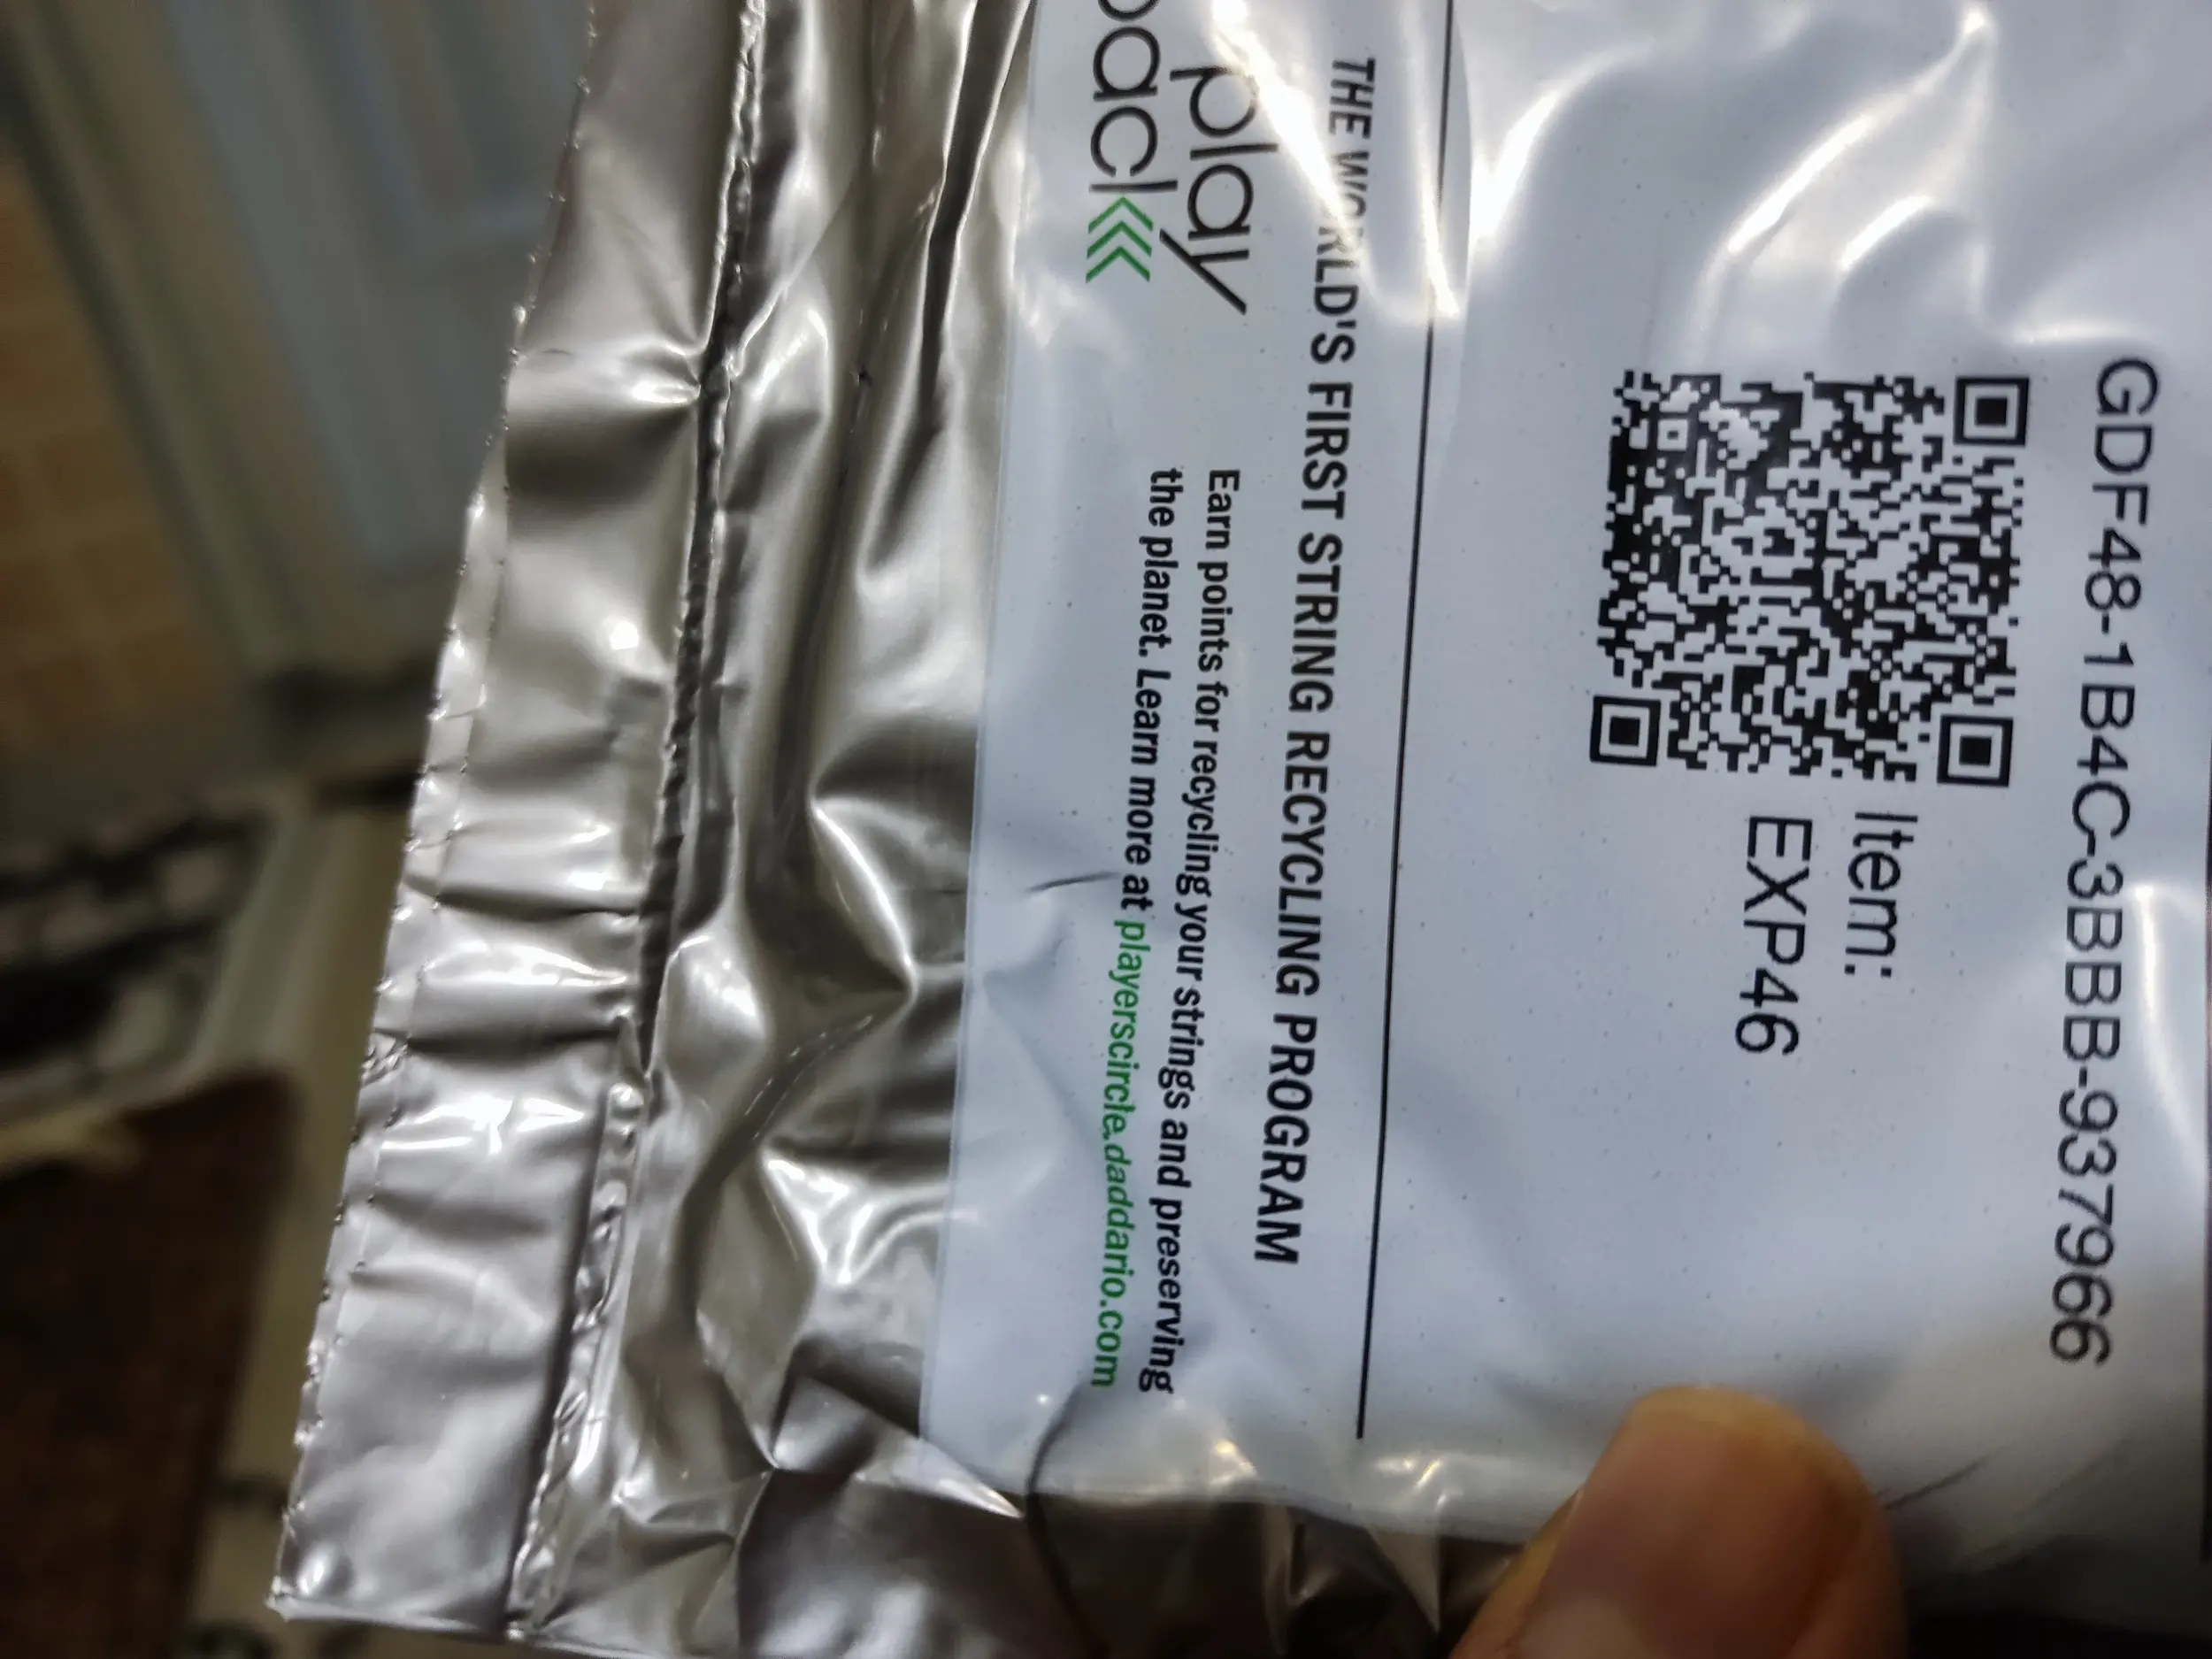 GDF48-1B4C-3BBB-937966
Item:
EXP46
THE WORLD'S FIRST STRING RECYCLING PROGRAM
play
back
Earn points for recycling your strings and preserving
the planet. Learn more at playerscircle.daddario.com